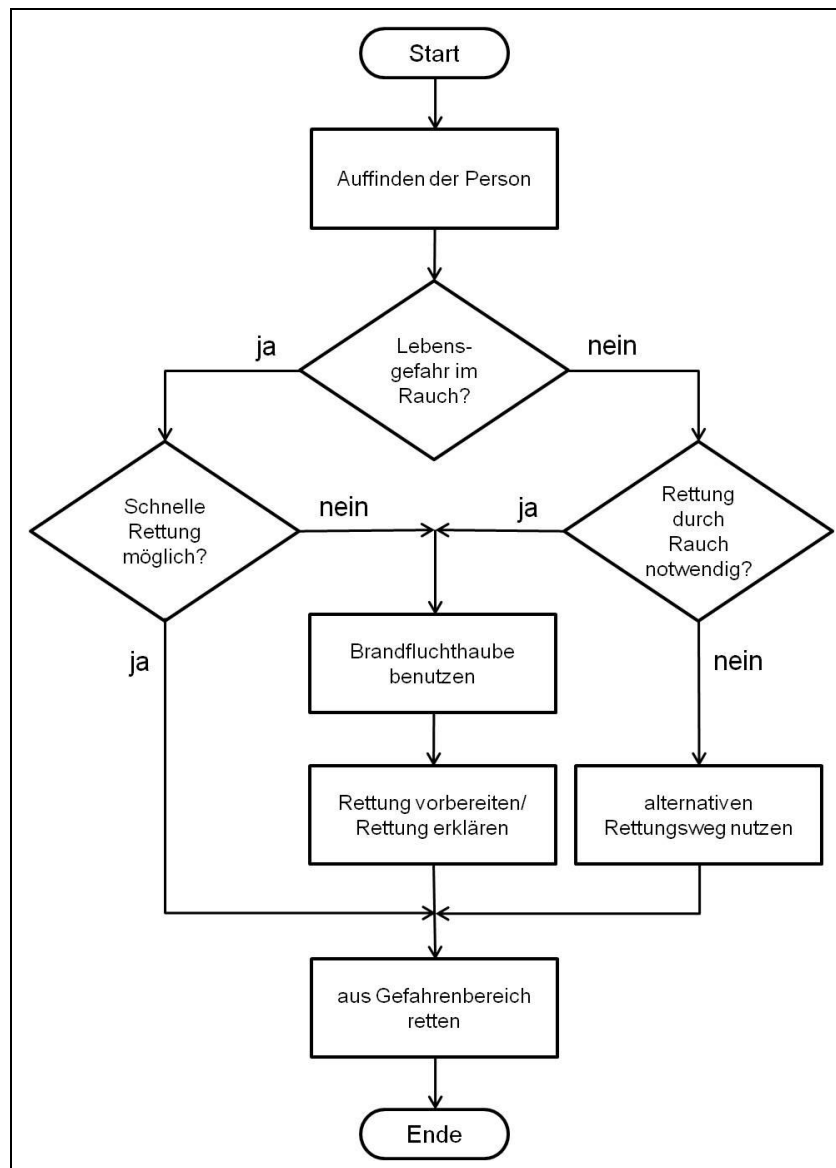 Start
Auffinden der Person
Lebens-
gefahr im
Rauch?
ja
nein
Schnelle
Rettung
möglich?
nein
ja
Rettung
durch
Rauch
notwendig?
ja
nein
Brandfluchthaube
benutzen
Rettung vorbereiten/
Rettung erklären
alternativen
Rettungsweg nutzen
aus Gefahrenbereich
retten
Ende